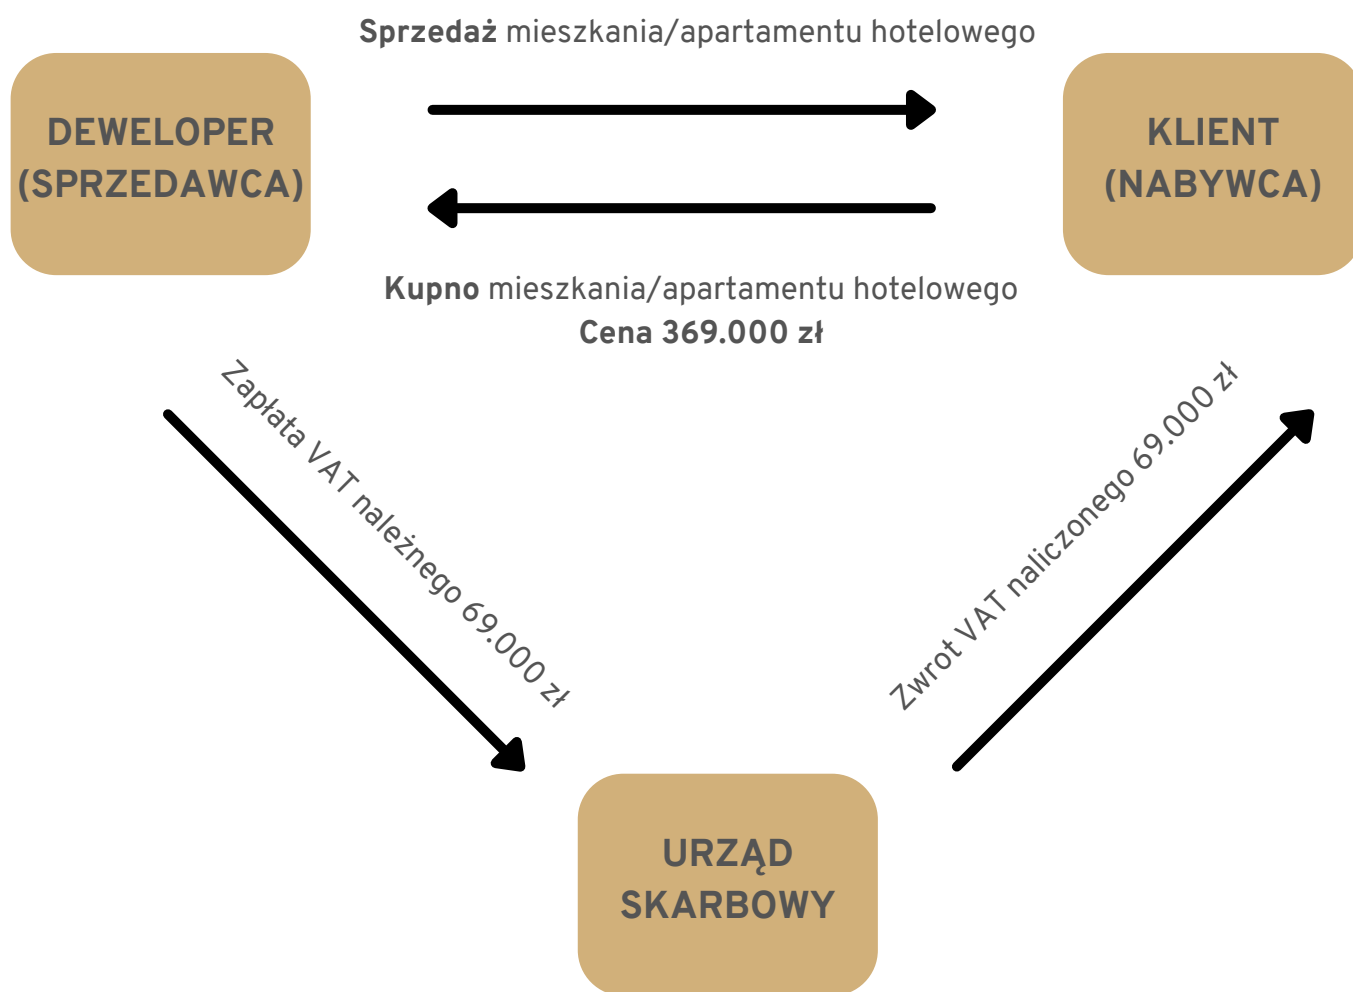 Sprzedaż mieszkania/apartamentu hotelowego
DEWELOPER
(SPRZEDAWCA)
KLIENT
(NABYWCA)
Kupno mieszkania/apartamentu hotelowego
Cena 369.000 zł
Zapłata VAT należnego 69.000 zł
Zwrot VAT naliczonego 69.000 zł
URZĄD
SKARBOWY